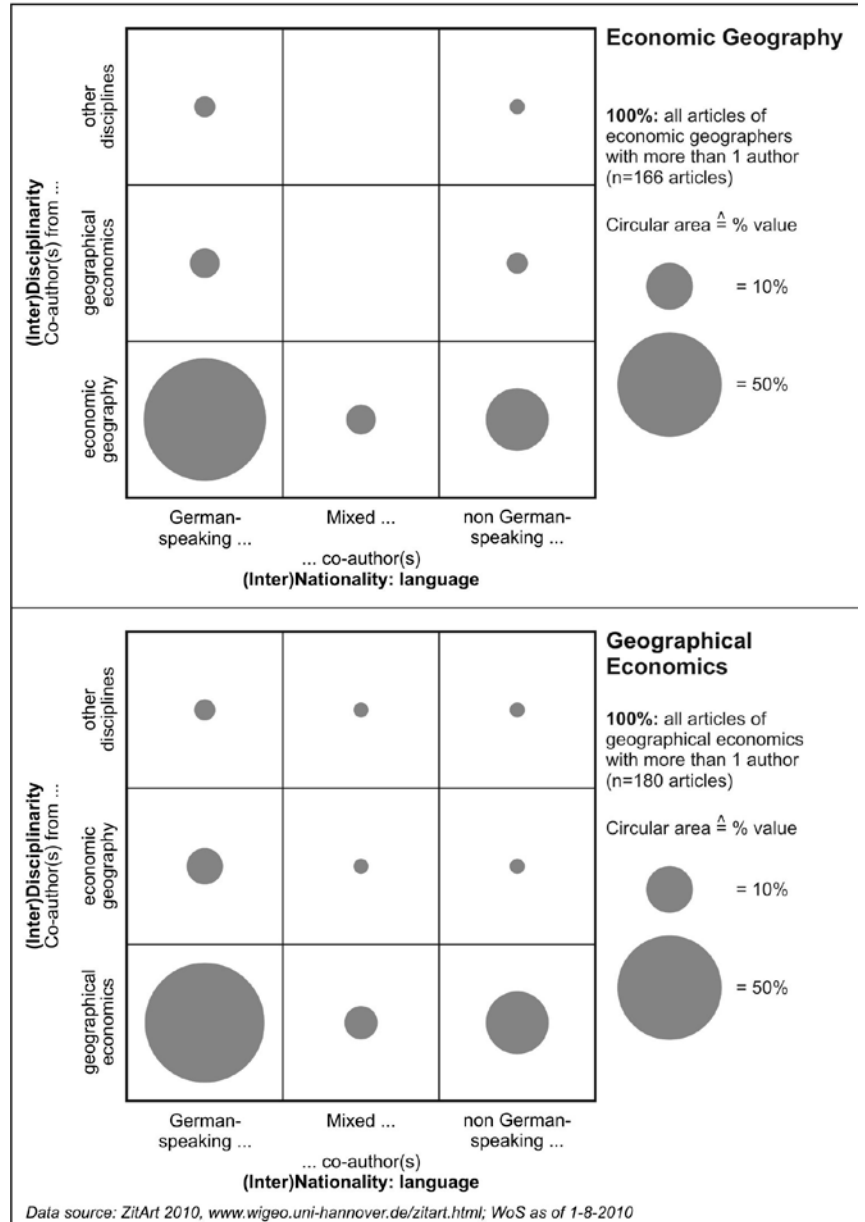 Economic Geography
100%: all articles of
economic geographers
with more than 1 author
(n=166 articles)
Circular area ≙ % value
= 10%
= 50%
(Inter)Disciplinarity
Co-author(s) from ...
other
disciplines
geographical
economics
economic
geography
German-
speaking ...
Mixed ...
non German-
speaking ...
... co-author(s)
(Inter)Nationality: language
Geographical
Economics
100%: all articles of
geographical economics
with more than 1 author
(n=180 articles)
Circular area ≙ % value
= 10%
= 50%
(Inter)Disciplinarity
Co-author(s) from ...
other
disciplines
economic
geography
geographical
economics
German-
speaking ...
Mixed ...
non German-
speaking ...
... co-author(s)
(Inter)Nationality: language
Data source: ZitArt 2010, www.wigeo.uni-hannover.de/zitart.html; WoS as of 1-8-2010